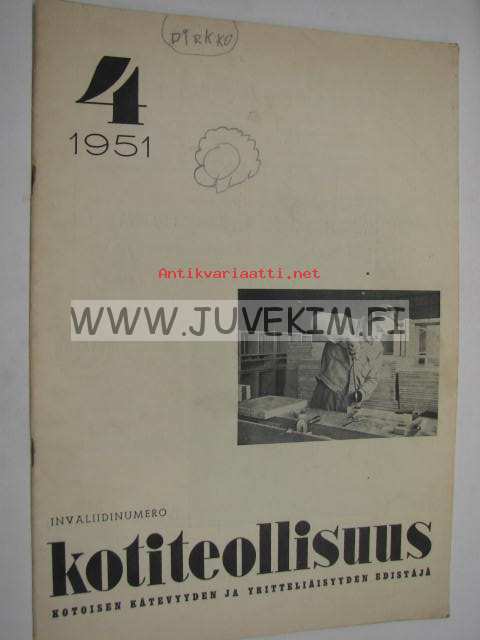 PIRKKO
4
1951
Antikvariaatti.net
WWW.JUVEKIM.FI
INVALIIDINUMERO
kotiteollisuus
KOTOISEN KÄTEVYYDEN JA YRITTELIÄISYYDEN EDISTÄJÄ